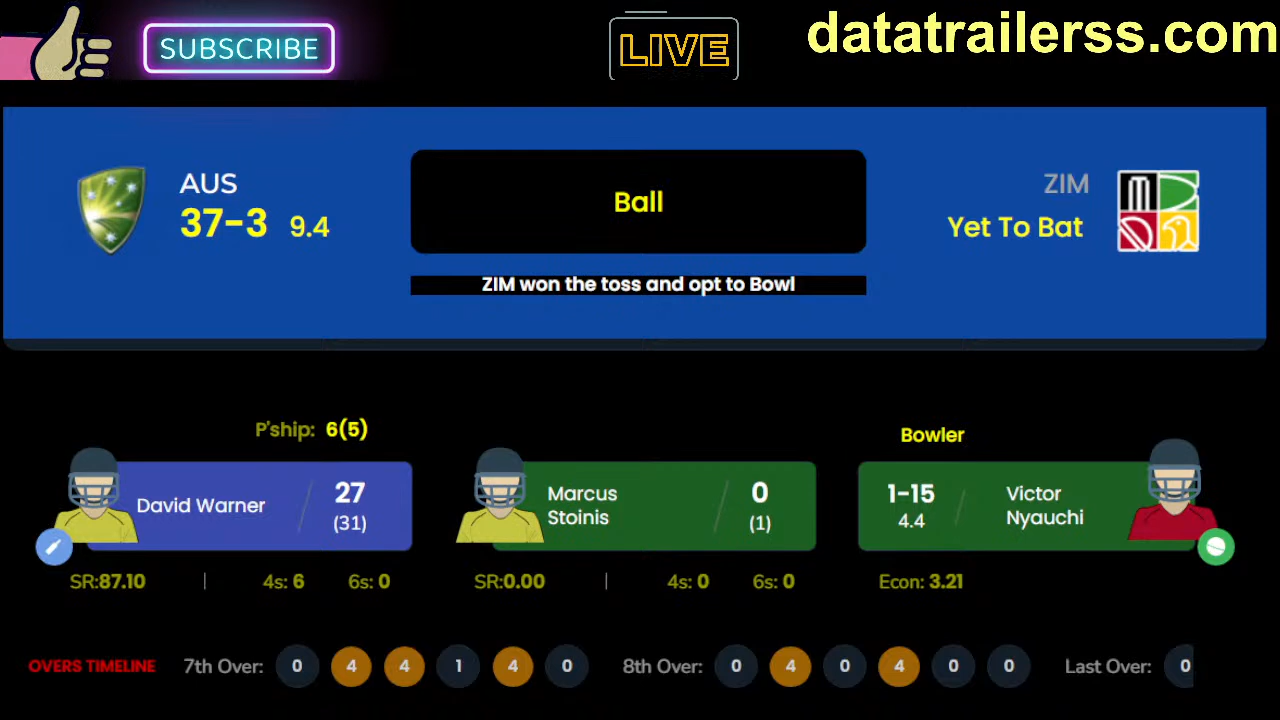 SUBSCRIBE
LIVE
datatrailerss.com
AUS
37-3 9.4
Ball
ZIM won the toss and opt to Bowl
ZIM
Yet To Bat
P'ship: 6(5)
David Warner
27
(31)
SR:87.10 | 4s: 6 6s: 0
Marcus
Stoinis
0
(1)
SR:0.00 | 4s: 0 6s: 0
Bowler
1-15
4.4
Victor
Nyauchi
Econ: 3.21
OVERS TIMELINE 7th Over: 0 4 4 1 4 0 8th Over: 0 4 0 4 0 0 Last Over: 0